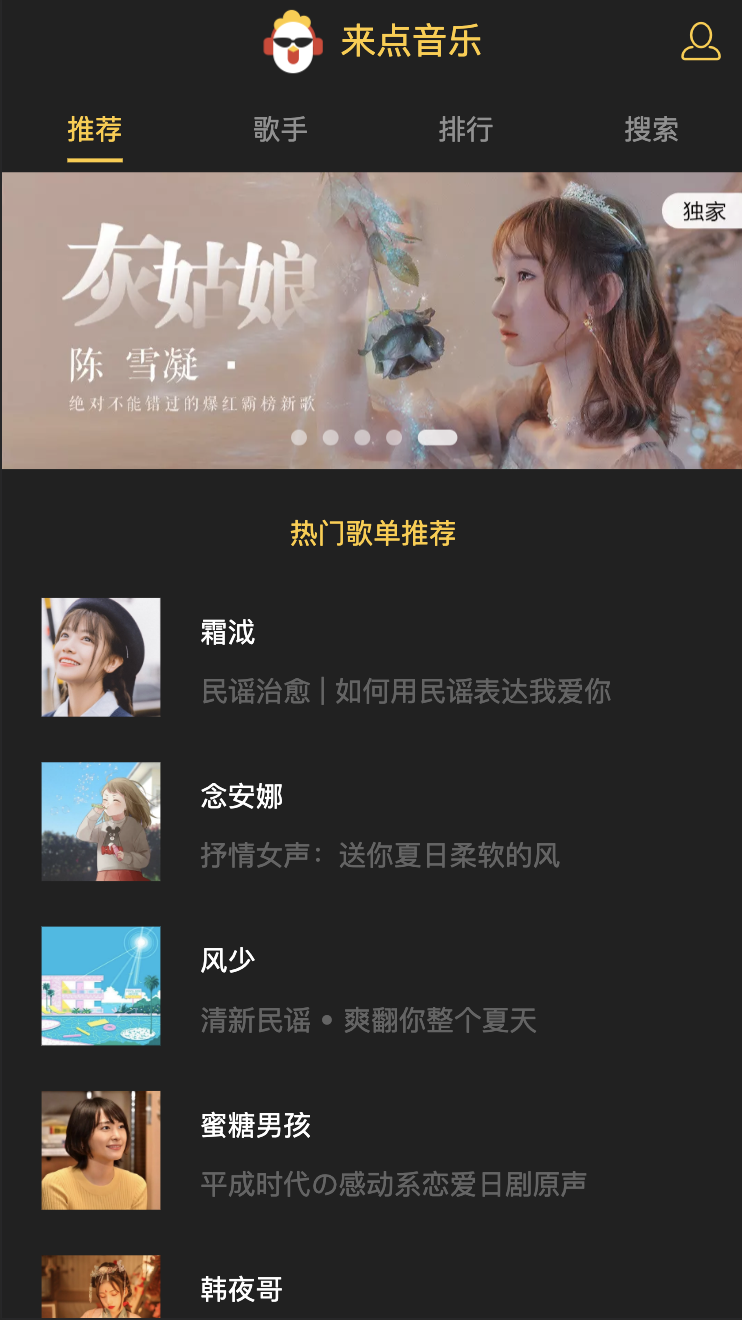 来点音乐
推荐
歌手
排行
搜索
独家
灰姑娘
陈 雪凝 ·
绝对不能错过的爆红霸榜新歌
热门歌单推荐
霜泧
民谣治愈 | 如何用民谣表达我爱你
念安娜
抒情女声：送你夏日柔软的风
风少
清新民谣 • 爽翻你整个夏天
蜜糖男孩
平成时代の感动系恋爱日剧原声
韩夜哥